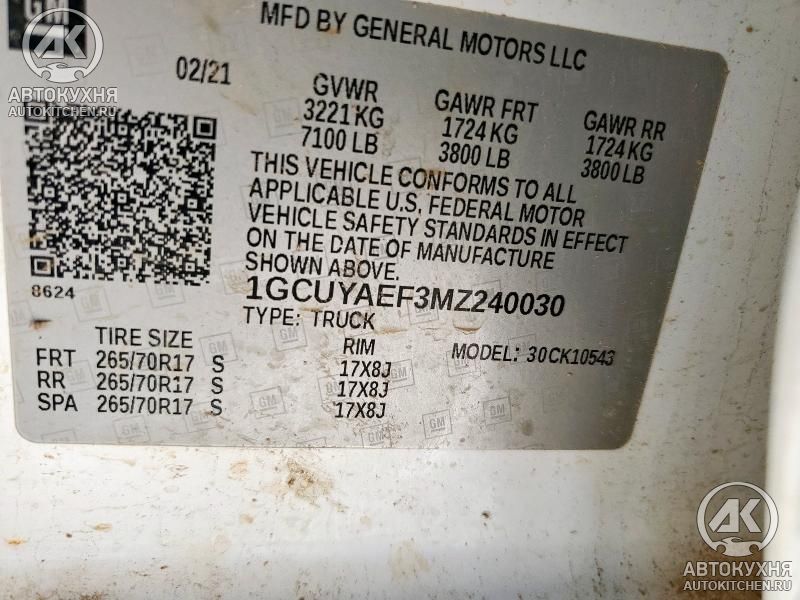 GM
MFD BY GENERAL MOTORS LLC
02/21
GVWR
3221 KG
7100 LB
GAWR FRT
1724 KG
3800 LB
GAWR RR
1724 KG
3800 LB
THIS VEHICLE CONFORMS TO ALL
APPLICABLE U.S. FEDERAL MOTOR
VEHICLE SAFETY STANDARDS IN EFFECT
ON THE DATE OF MANUFACTURE
SHOWN ABOVE.
8624
1GCUYAEF3MZ240030
TYPE: TRUCK
MODEL: 30CK10543
TIRE SIZE
RIM
FRT 265/70R17 S 17X8J
RR 265/70R17 S 17X8J
SPA 265/70R17 S 17X8J
АК
АВТОКУХНЯ
AUTOKITCHEN.RU
АК
АВТОКУХНЯ
AUTOKITCHEN.RU